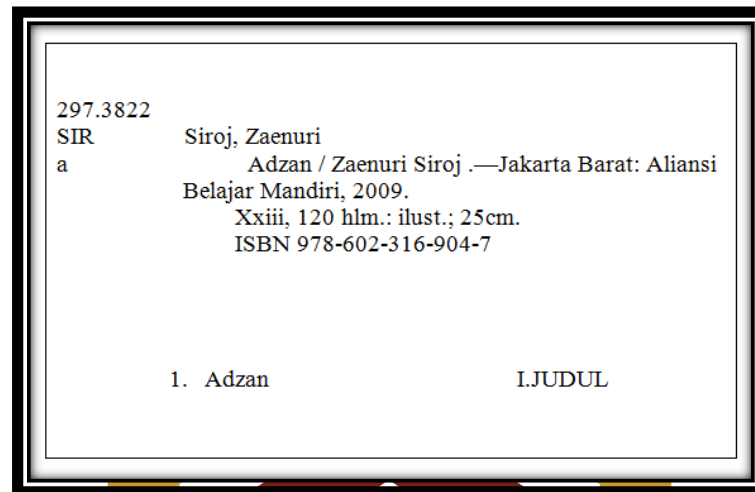 297.3822
SIR Siroj, Zaenuri
a Adzan / Zaenuri Siroj .—Jakarta Barat: Aliansi
Belajar Mandiri, 2009.
Xxiii, 120 hlm.: ilust.; 25cm.
ISBN 978-602-316-904-7
1. Adzan I.JUDUL